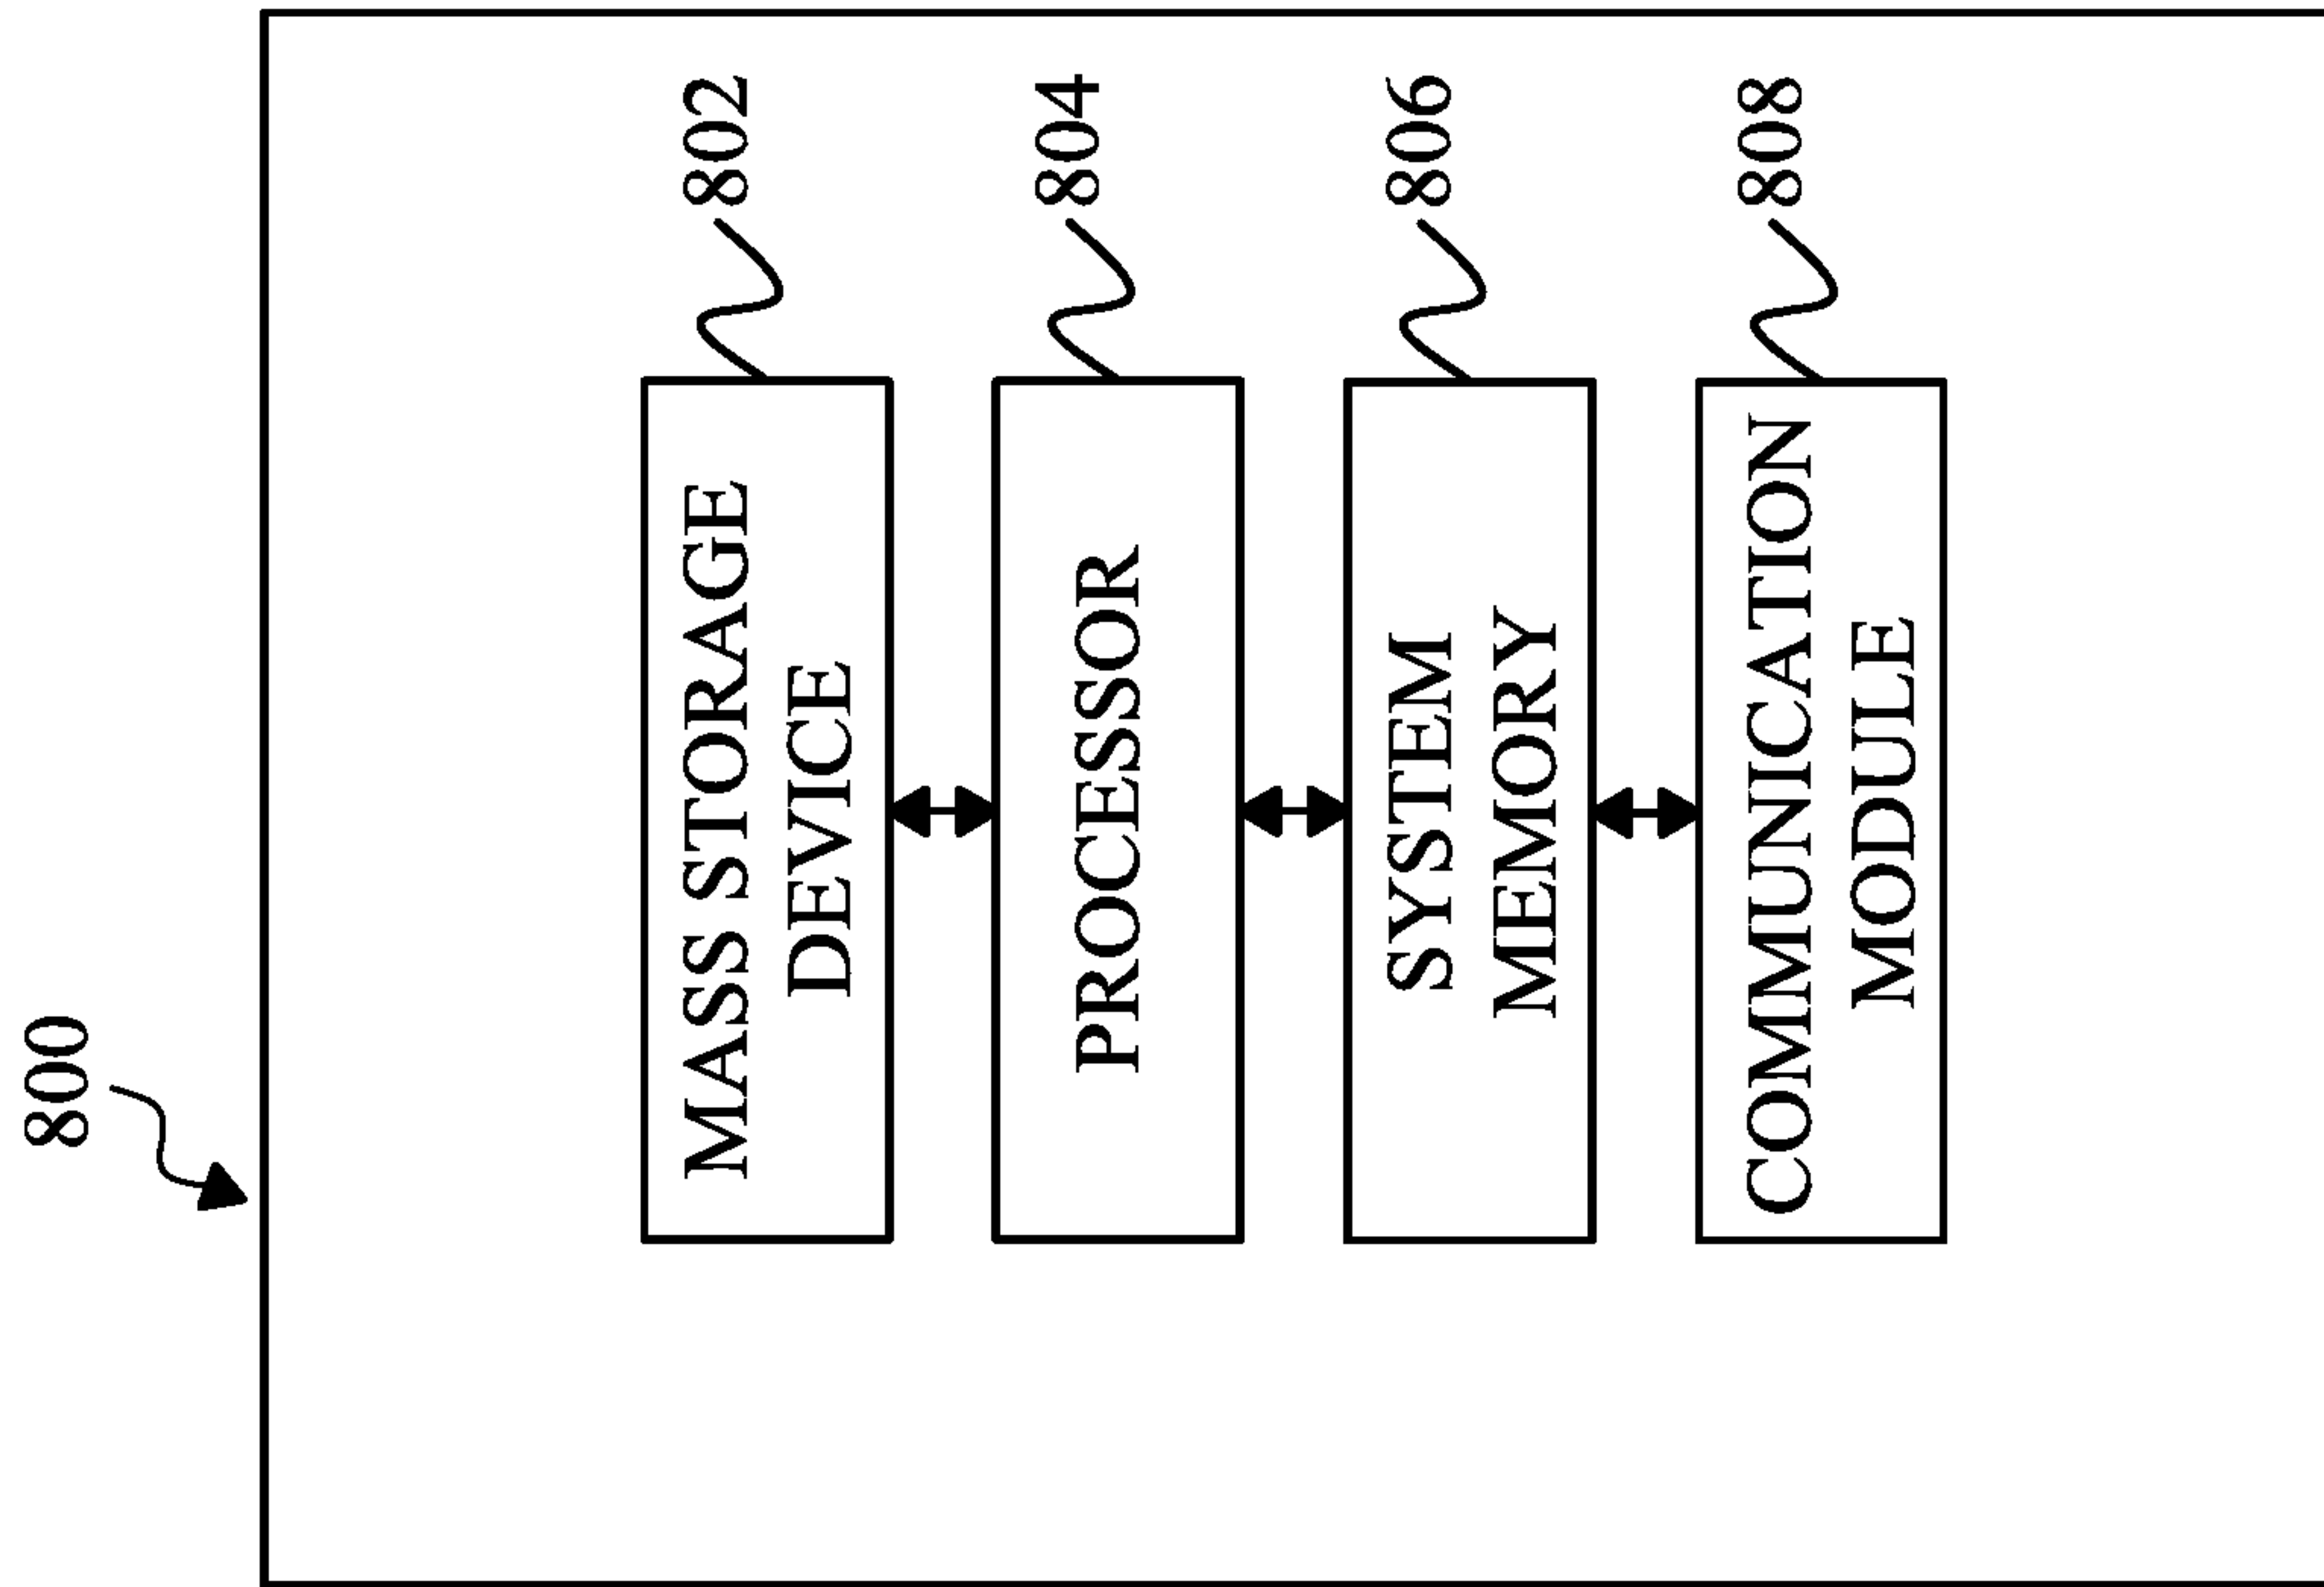 800
MASS STORAGE
DEVICE
802
PROCESSOR
804
SYSTEM
MEMORY
806
COMMUNICATION
MODULE
808